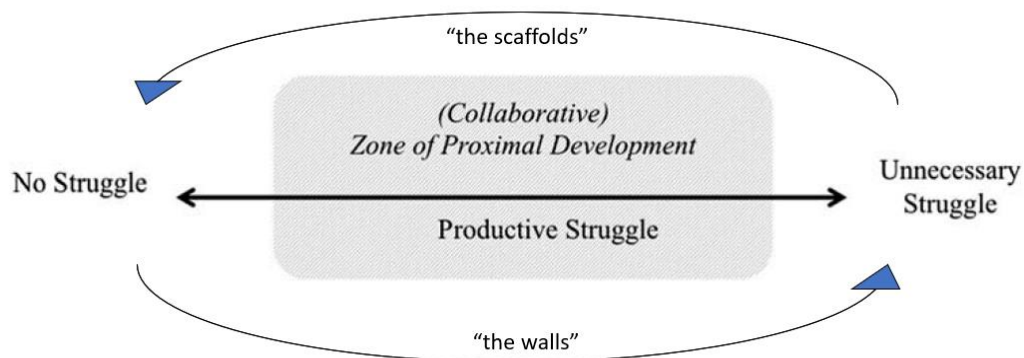 “the scaffolds”
(Collaborative)
Zone of Proximal Development
No Struggle
Unnecessary
Struggle
Productive Struggle
“the walls”